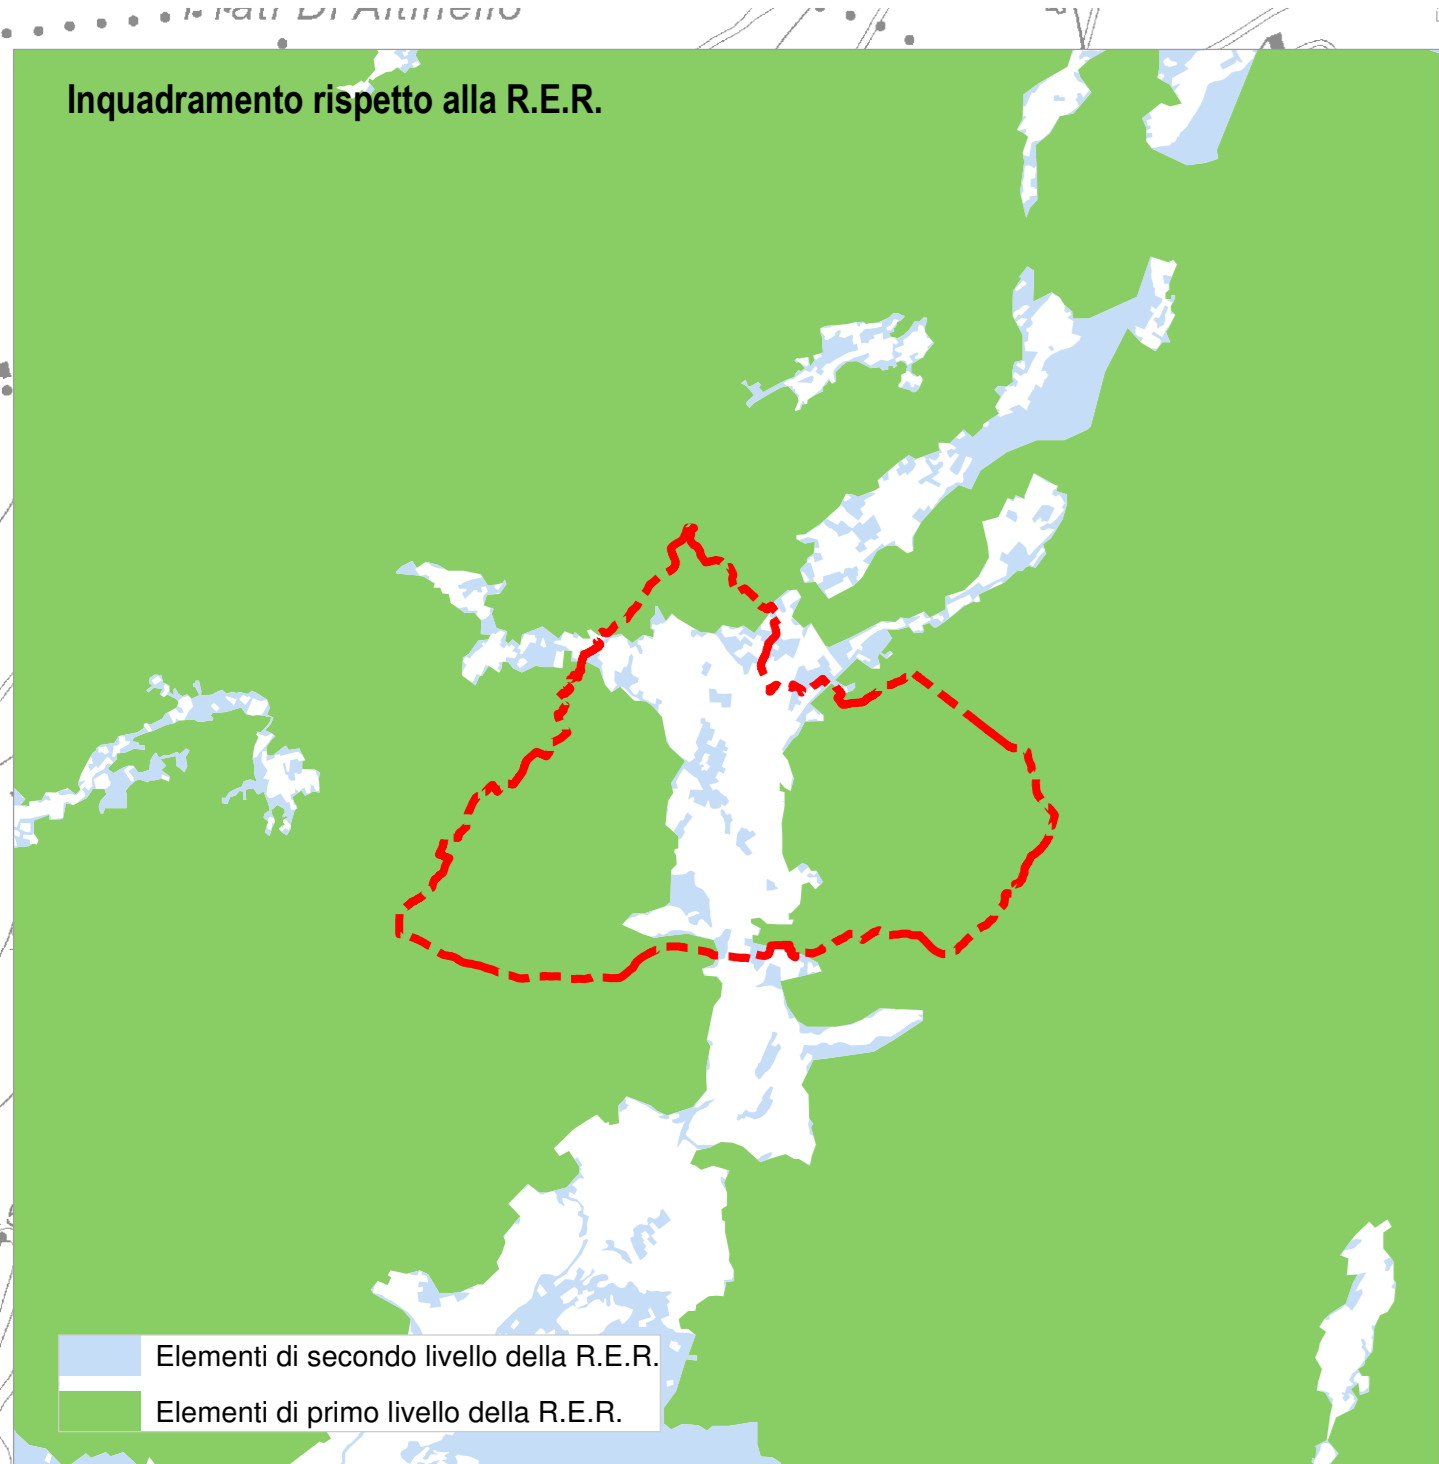 Inquadramento rispetto alla R.E.R.
Elementi di secondo livello della R.E.R.
Elementi di primo livello della R.E.R.